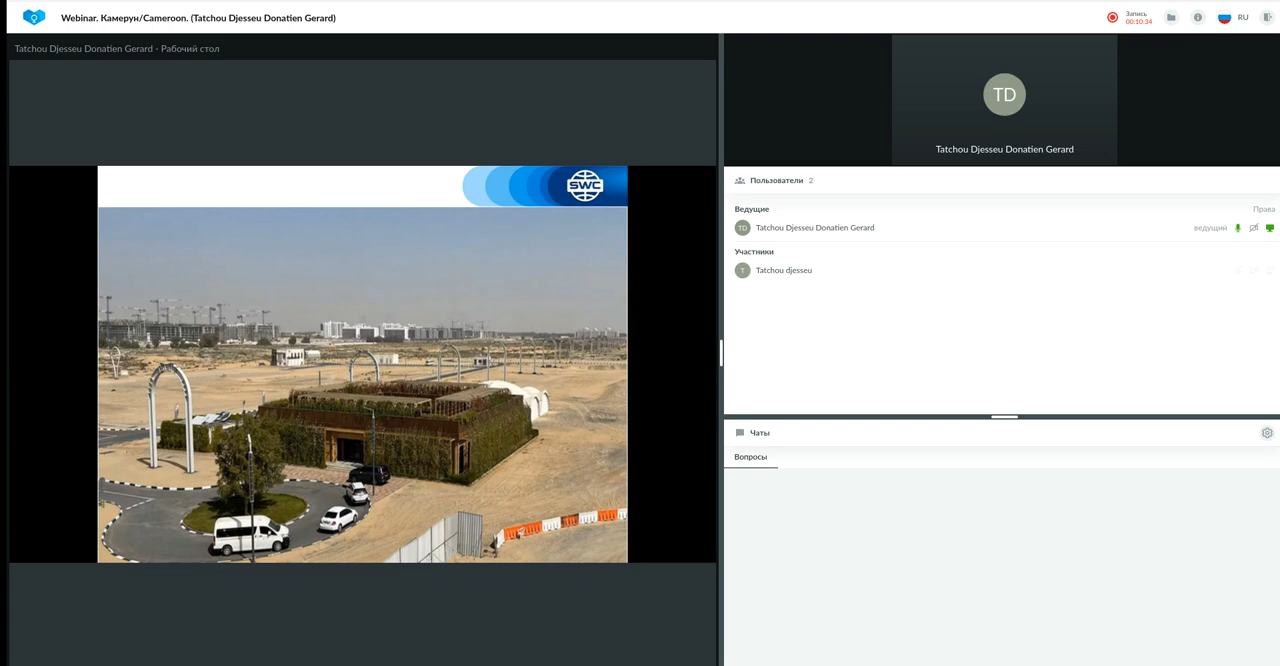 Webinar. Камерун/Cameroon. (Tatchou Djesseu Donatien Gerard)
Запись
00:10:34
RU
Tatchou Djesseu Donatien Gerard - Рабочий стол
SWC
TD
Tatchou Djesseu Donatien Gerard
Пользователи 2
Ведущие Права
TD Tatchou Djesseu Donatien Gerard ведущий
Участники
T Tatchou djesseu
Чаты
Вопросы